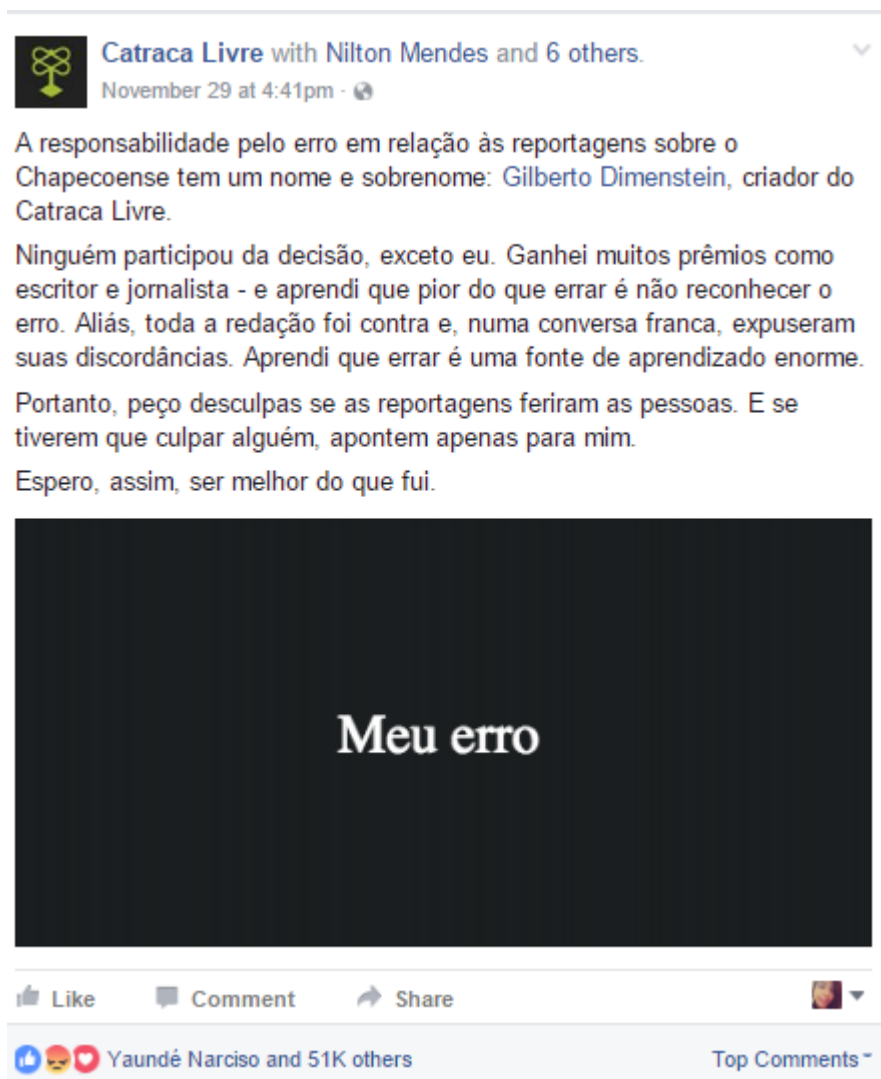 Catraca Livre with Nilton Mendes and 6 others.
November 29 at 4:41pm ·
A responsabilidade pelo erro em relação às reportagens sobre o
Chapecoense tem um nome e sobrenome: Gilberto Dimenstein, criador do
Catraca Livre.
Ninguém participou da decisão, exceto eu. Ganhei muitos prêmios como
escritor e jornalista - e aprendi que pior do que errar é não reconhecer o
erro. Aliás, toda a redação foi contra e, numa conversa franca, expuseram
suas discordâncias. Aprendi que errar é uma fonte de aprendizado enorme.
Portanto, peço desculpas se as reportagens feriram as pessoas. E se
tiverem que culpar alguém, apontem apenas para mim.
Espero, assim, ser melhor do que fui.
Meu erro
Like Comment Share
Yaundé Narciso and 51K others Top Comments